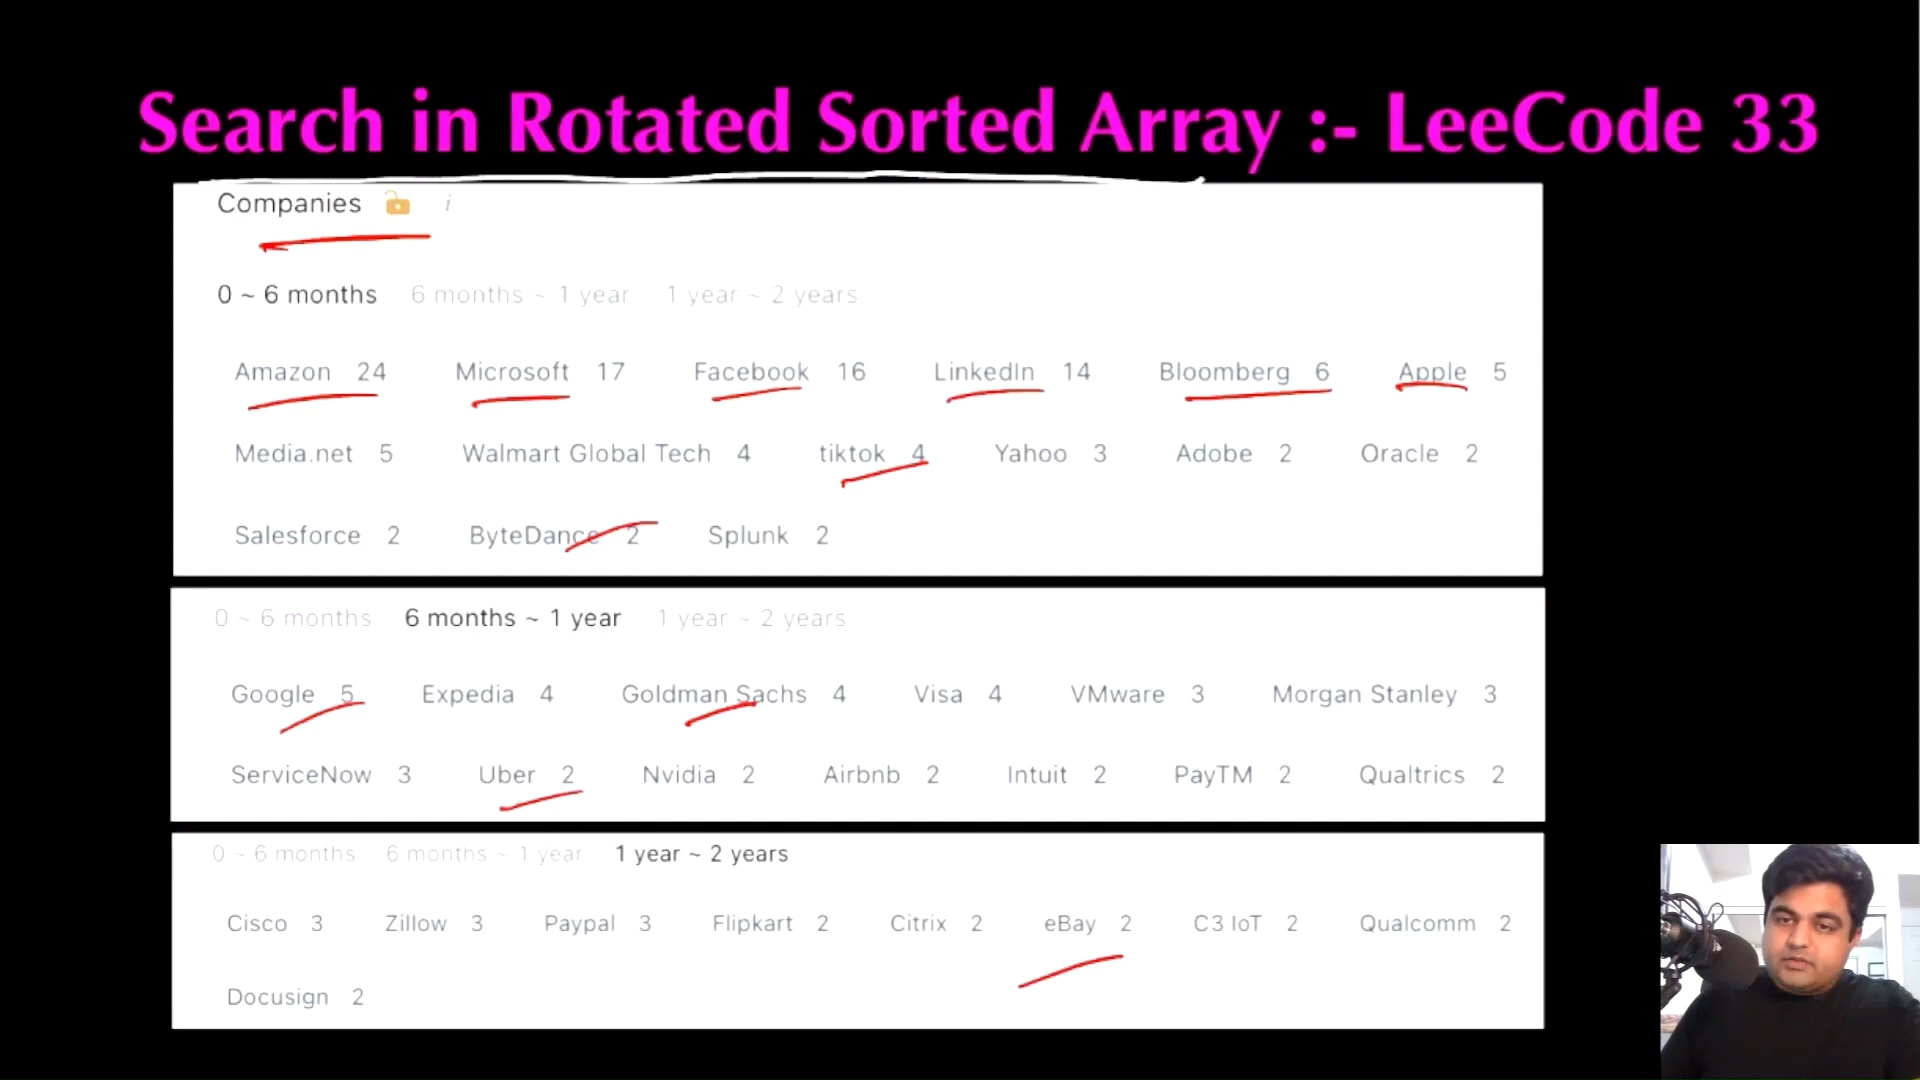 Search in Rotated Sorted Array :- LeeCode 33
Companies i
0 ~ 6 months 6 months ~ 1 year 1 year ~ 2 years
Amazon 24 Microsoft 17 Facebook 16 LinkedIn 14 Bloomberg 6 Apple 5
Media.net 5 Walmart Global Tech 4 tiktok 4 Yahoo 3 Adobe 2 Oracle 2
Salesforce 2 ByteDance 2 Splunk 2
0 ~ 6 months 6 months ~ 1 year 1 year ~ 2 years
Google 5 Expedia 4 Goldman Sachs 4 Visa 4 VMware 3 Morgan Stanley 3
ServiceNow 3 Uber 2 Nvidia 2 Airbnb 2 Intuit 2 PayTM 2 Qualtrics 2
0 ~ 6 months 6 months ~ 1 year 1 year ~ 2 years
Cisco 3 Zillow 3 Paypal 3 Flipkart 2 Citrix 2 eBay 2 C3 IoT 2 Qualcomm 2
Docusign 2